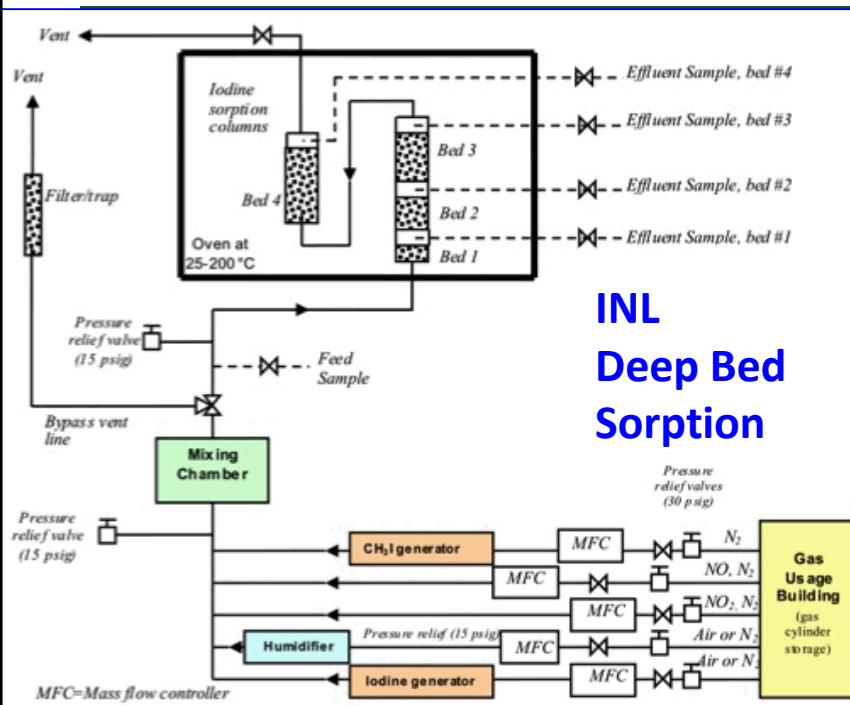 Vent
Vent
Iodine
sorption
columns
Effluent Sample, bed #4
Effluent Sample, bed #3
Bed 3
Filter/trap
Bed 4
Effluent Sample, bed #2
Bed 2
Effluent Sample, bed #1
Oven at
25-200 °C
Bed 1
INL
Deep Bed
Sorption
Pressure
relief valve
(15 psig)
Feed
Sample
Bypass vent
line
Mixing
Chamber
Pressure
relief valves
(30 psig)
Pressure
relief valve
(15 psig)
CH3I generator
MFC
N2
NO, N2
MFC
NO2, N2
MFC
Humidifier
Pressure relief (15 psig)
MFC
Air or N2
Iodine generator
MFC
Air or N2
Gas
Usage
Building
(gas
cylinder
storage)
MFC=Mass flow controller